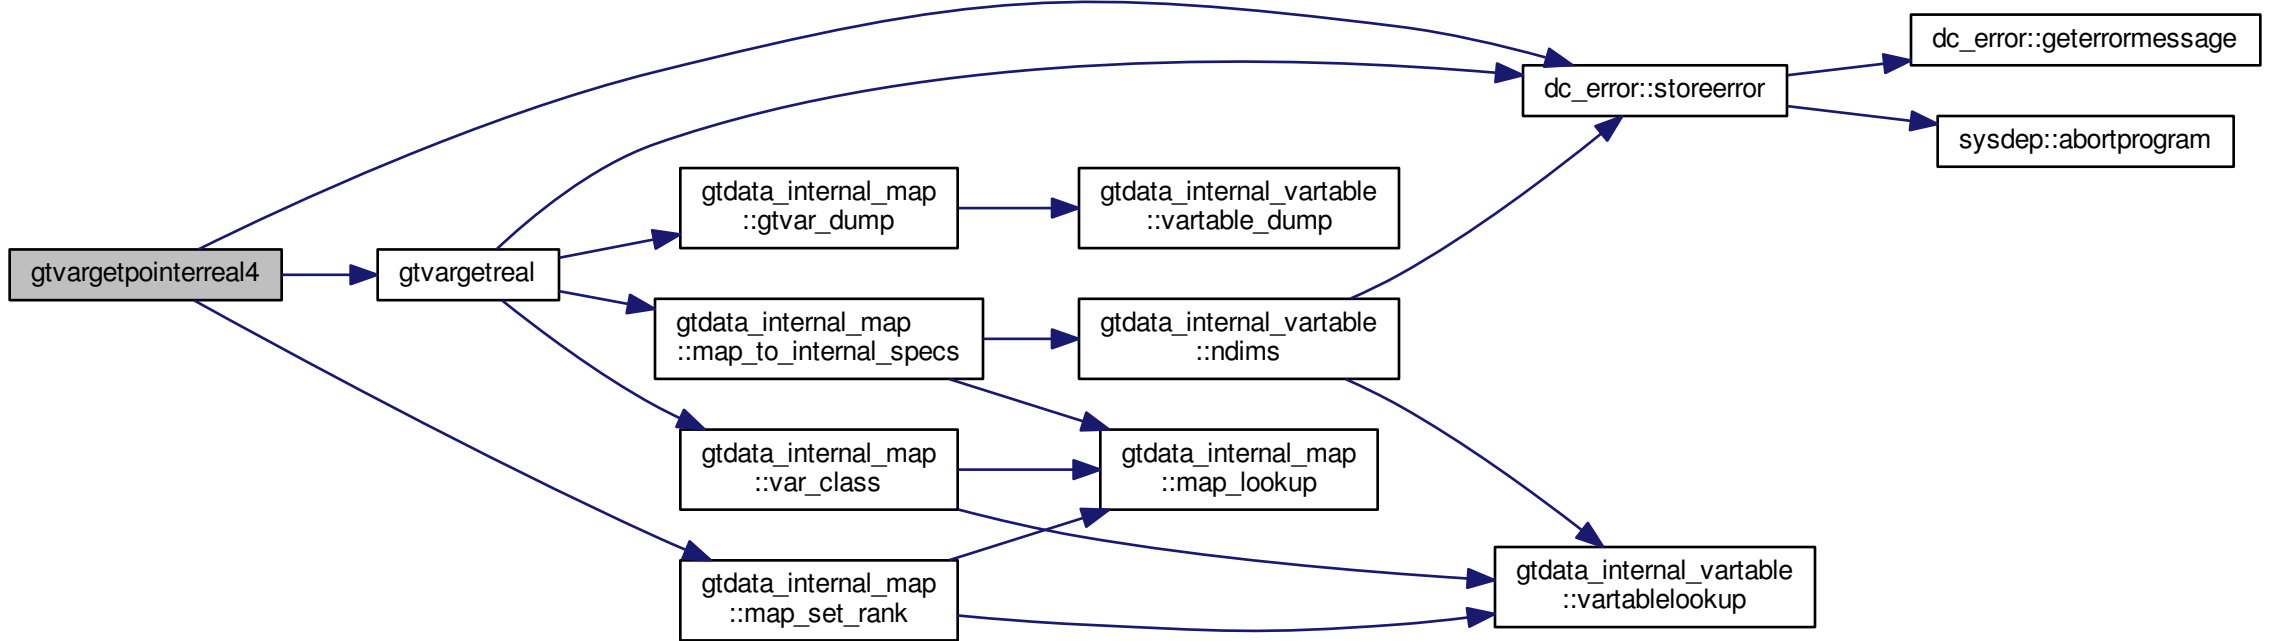 gtvargetpointerreal4
gtvargetreal
gtdata_internal_map
::gtvar_dump
gtdata_internal_map
::map_to_internal_specs
gtdata_internal_map
::var_class
gtdata_internal_map
::map_set_rank
gtdata_internal_vartable
::vartable_dump
gtdata_internal_vartable
::ndims
gtdata_internal_map
::map_lookup
dc_error::storeerror
gtdata_internal_vartable
::vartablelookup
dc_error::geterrormessage
sysdep::abortprogram